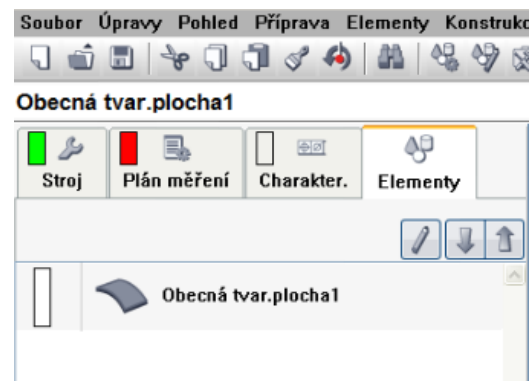 Soubor Úpravy Pohled Příprava Elementy Konstrukc
Obecná tvar.plocha1
Stroj Plán měření Charakter. Elementy
Obecná tvar.plocha1